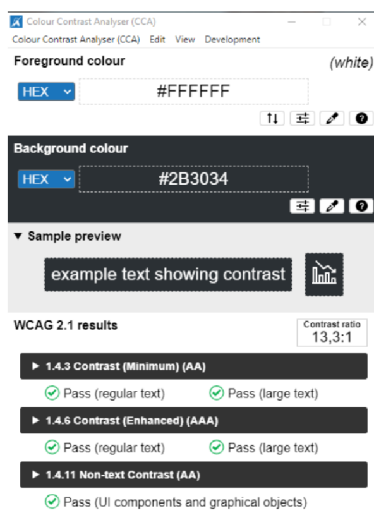 Colour Contrast Analyser (CCA)
Colour Contrast Analyser (CCA) Edit View Development
Foreground colour (white)
HEX #FFFFFF
Background colour
HEX #2B3034
▼ Sample preview
example text showing contrast
WCAG 2.1 results
Contrast ratio
13,3:1
▶ 1.4.3 Contrast (Minimum) (AA)
Pass (regular text) Pass (large text)
▶ 1.4.6 Contrast (Enhanced) (AAA)
Pass (regular text) Pass (large text)
▶ 1.4.11 Non-text Contrast (AA)
Pass (UI components and graphical objects)